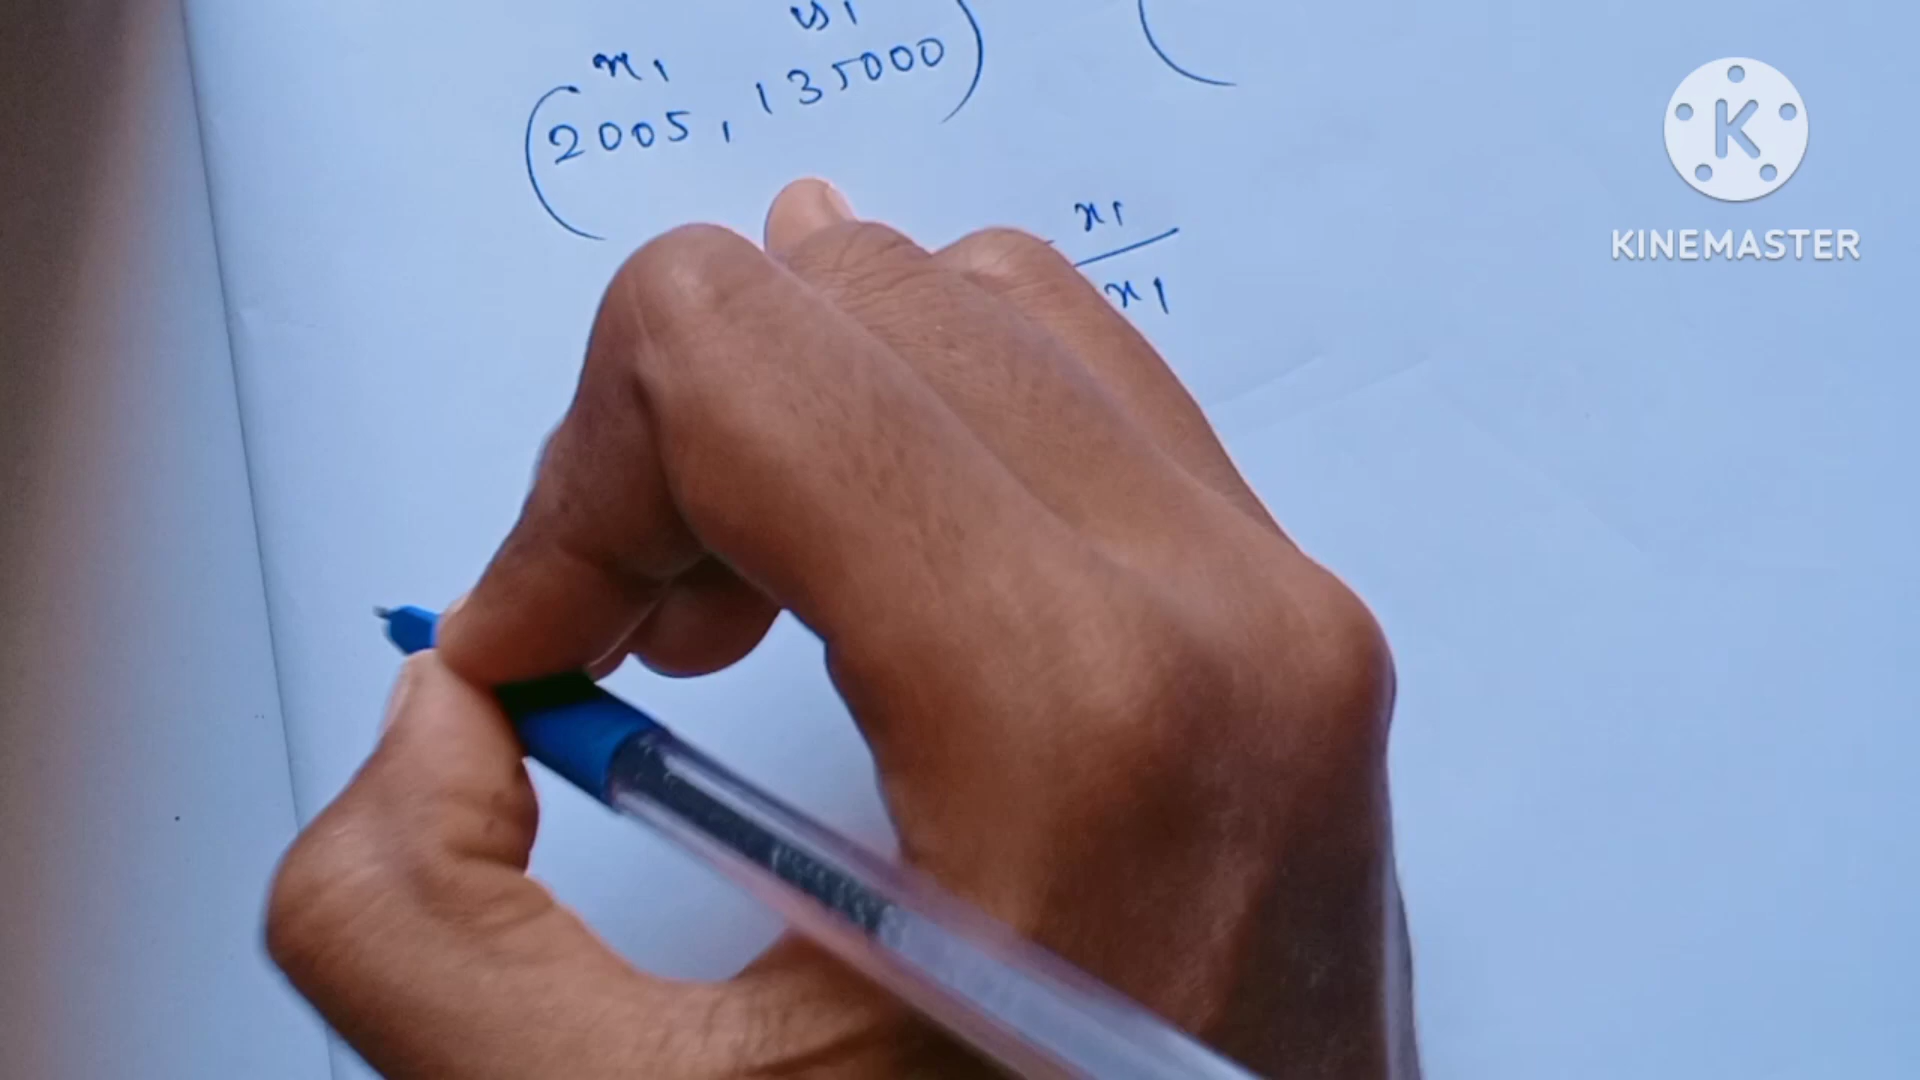 x1 y1
(2005, 135000) (
x1
x1
K
KINEMASTER